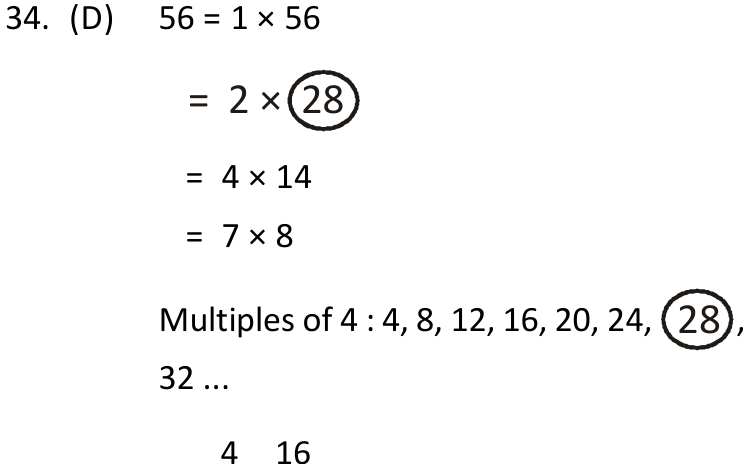 34. (D) 56 = 1 × 56
= 2 × 28
= 4 × 14
= 7 × 8
Multiples of 4 : 4, 8, 12, 16, 20, 24, 28,
32 ...
4 16